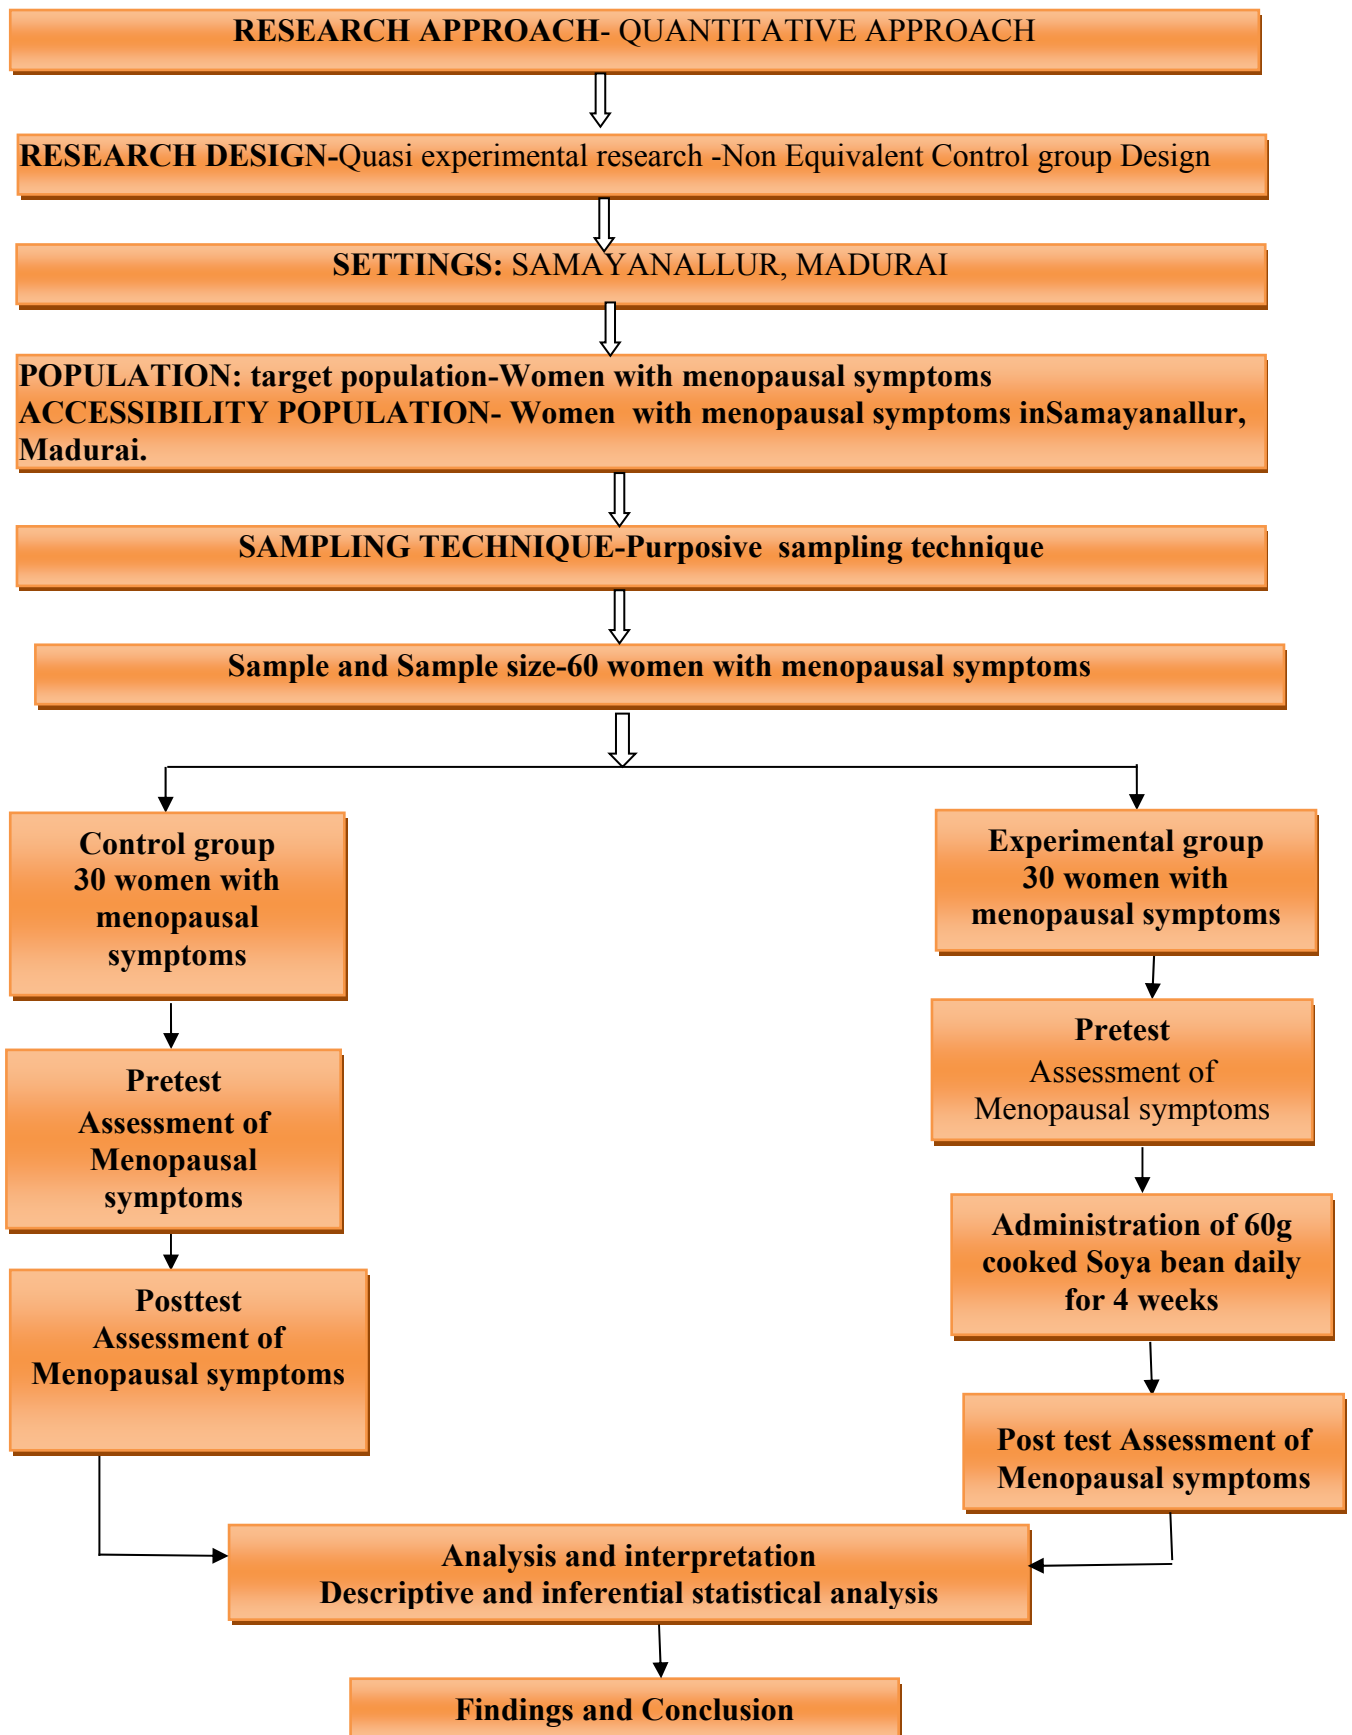 RESEARCH APPROACH- QUANTITATIVE APPROACH
RESEARCH DESIGN-Quasi experimental research -Non Equivalent Control group Design
SETTINGS: SAMAYANALLUR, MADURAI
POPULATION: target population-Women with menopausal symptoms
ACCESSIBILITY POPULATION- Women with menopausal symptoms inSamayanallur,
Madurai.
SAMPLING TECHNIQUE-Purposive sampling technique
Sample and Sample size-60 women with menopausal symptoms
Control group
30 women with
menopausal
symptoms
Pretest
Assessment of
Menopausal
symptoms
Posttest
Assessment of
Menopausal symptoms
Experimental group
30 women with
menopausal symptoms
Pretest
Assessment of
Menopausal symptoms
Administration of 60g
cooked Soya bean daily
for 4 weeks
Post test Assessment of
Menopausal symptoms
Analysis and interpretation
Descriptive and inferential statistical analysis
Findings and Conclusion